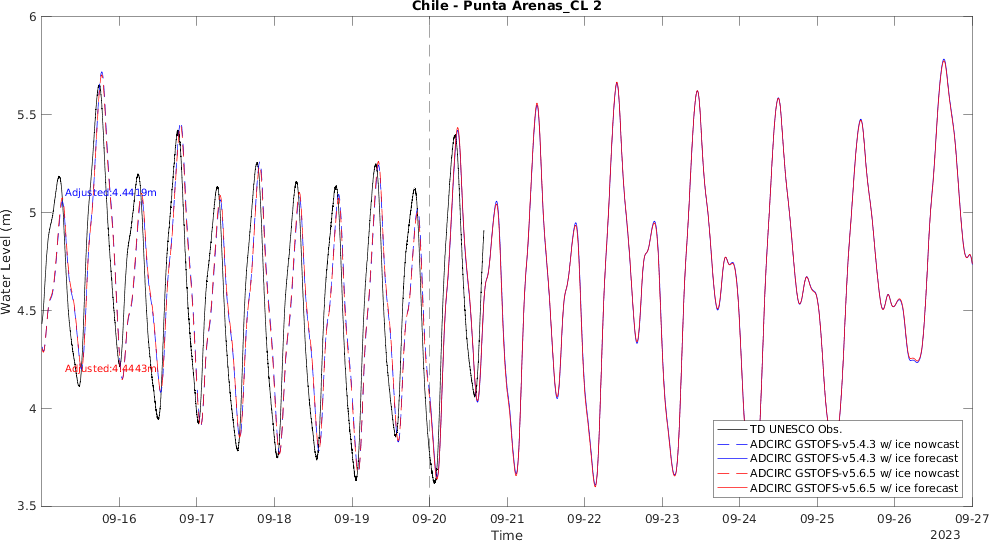 Chile - Punta Arenas_CL 2
6
5.5
5
4.5
4
3.5
Water Level (m)
Adjusted:4.4419m
Adjusted:4.4443m
TD UNESCO Obs.
ADCIRC GSTOFS-v5.4.3 w/ ice nowcast
ADCIRC GSTOFS-v5.4.3 w/ ice forecast
ADCIRC GSTOFS-v5.6.5 w/ ice nowcast
ADCIRC GSTOFS-v5.6.5 w/ ice forecast
09-16 09-17 09-18 09-19 09-20 09-21 09-22 09-23 09-24 09-25 09-26 09-27
Time
2023